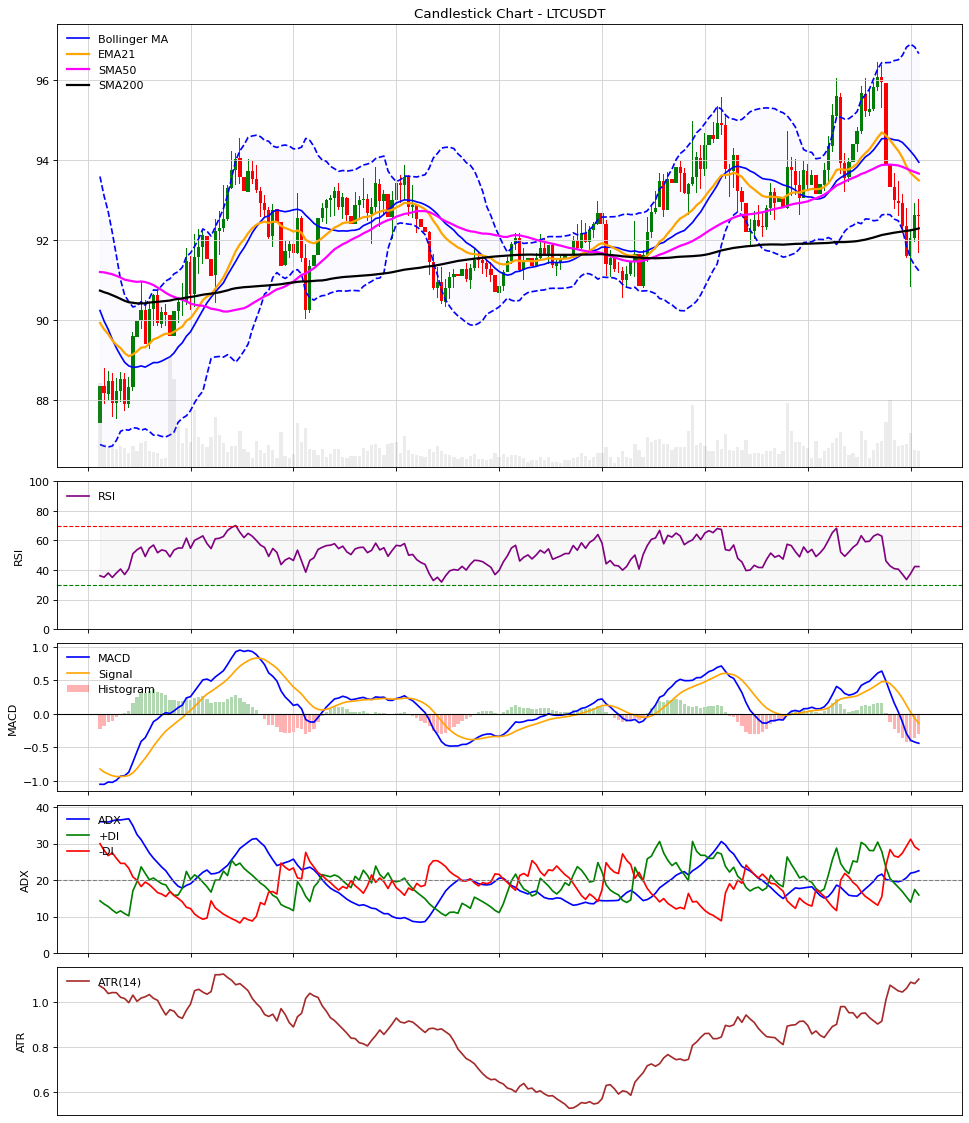 Candlestick Chart - LTCUSDT
Bollinger MA
EMA21
SMA50
SMA200
96
94
92
90
88
RSI
100
80
60
40
20
0
RSI
MACD
Signal
Histogram
1.0
0.5
0.0
−0.5
−1.0
MACD
ADX
+DI
-DI
40
30
20
10
0
ADX
ATR(14)
1.0
0.8
0.6
ATR